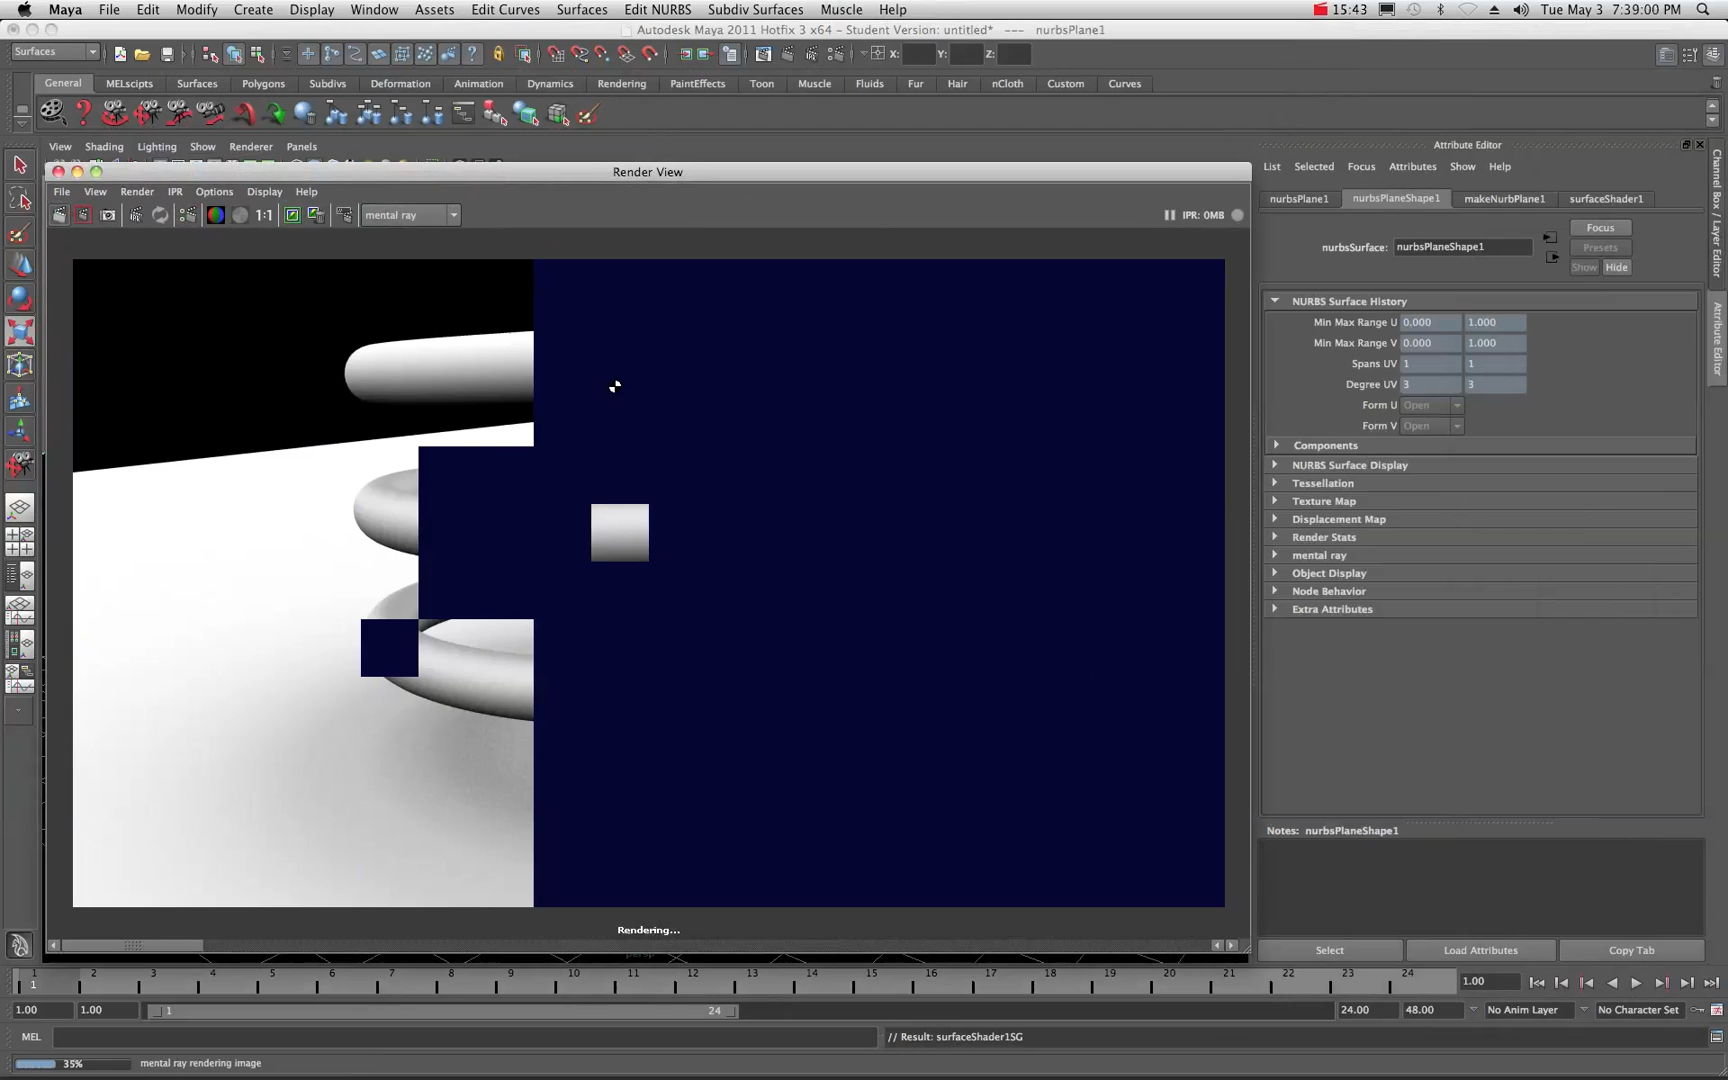 Maya File Edit Modify Create Display Window Assets Edit Curves Surfaces Edit NURBS Subdiv Surfaces Muscle Help 15:43 Tue May 3 7:39:00 PM
Autodesk Maya 2011 Hotfix 3 x64 - Student Version: untitled* --- nurbsPlane1
Surfaces X: Y: Z:
General MELscipts Surfaces Polygons Subdivs Deformation Animation Dynamics Rendering PaintEffects Toon Muscle Fluids Fur Hair nCloth Custom Curves
View Shading Lighting Show Renderer Panels
Render View
File View Render IPR Options Display Help
1:1 mental ray IPR: 0MB
Attribute Editor
List Selected Focus Attributes Show Help
nurbsPlane1 nurbsPlaneShape1 makeNurbPlane1 surfaceShader1
Focus
nurbsSurface: nurbsPlaneShape1 Presets
Show Hide
NURBS Surface History
Min Max Range U 0.000 1.000
Min Max Range V 0.000 1.000
Spans UV 1 1
Degree UV 3 3
Form U Open
Form V Open
Components
NURBS Surface Display
Tessellation
Texture Map
Displacement Map
Render Stats
mental ray
Object Display
Node Behavior
Extra Attributes
Notes: nurbsPlaneShape1
Select Load Attributes Copy Tab
Channel Box / Layer Editor
Attribute Editor
Rendering...
persp
1 2 3 4 5 6 7 8 9 10 11 12 13 14 15 16 17 18 19 20 21 22 23 24 1.00
1
1.00 1.00 1 24 24.00 48.00 No Anim Layer No Character Set
MEL // Result: surfaceShader1SG
35% mental ray rendering image